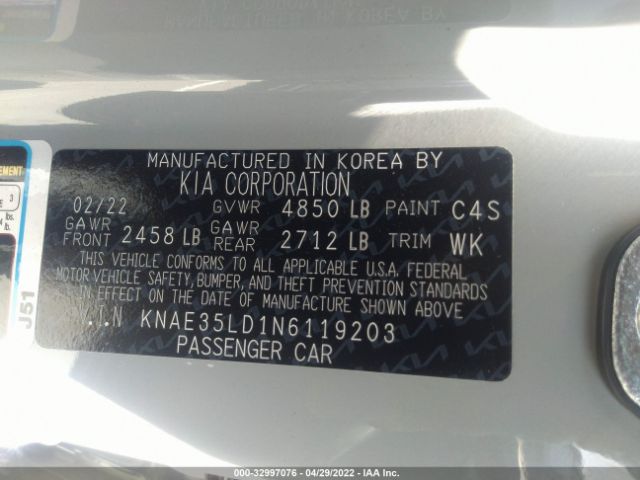 MANUFACTURED IN KOREA BY
KIA CORPORATION
02/22 GVWR 4850 LB PAINT C4S
GAWR FRONT 2458 LB GAWR REAR 2712 LB TRIM WK
THIS VEHICLE CONFORMS TO ALL APPLICABLE U.S.A. FEDERAL
MOTOR VEHICLE SAFETY, BUMPER, AND THEFT PREVENTION STANDARDS
IN EFFECT ON THE DATE OF MANUFACTURE SHOWN ABOVE
V.I.N KNAE35LD1N6119203
PASSENGER CAR
J51
3
lbs.
lb.
000-32997076 - 04/29/2022 - IAA Inc.